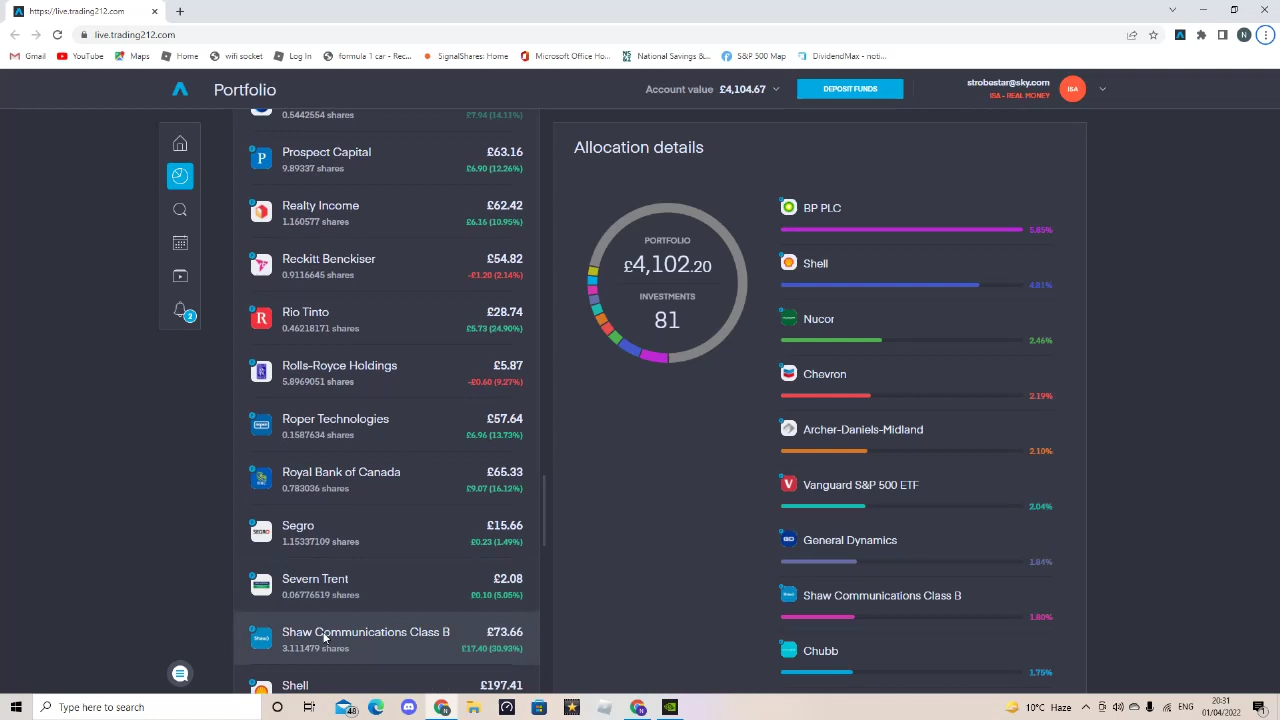 https://live.trading212.com
live.trading212.com
Gmail
YouTube
Maps
Home
wifi socket
Log In
formula 1 car - Rec...
SignalShares: Home
Microsoft Office Ho...
National Savings &...
S&P 500 Map
DividendMax - noti...
N
Portfolio
Account value £4,104.67
DEPOSIT FUNDS
strobestar@sky.com
ISA - REAL MONEY
ISA
0.5442554 shares £7.94 (14.11%)
Prospect Capital £63.16
9.89337 shares £6.90 (12.26%)
Realty Income £62.42
1.160577 shares £6.16 (10.95%)
Reckitt Benckiser £54.82
0.9116645 shares -£1.20 (2.14%)
Rio Tinto £28.74
0.46218171 shares £5.73 (24.90%)
Rolls-Royce Holdings £5.87
5.8969051 shares -£0.60 (9.27%)
Roper Technologies £57.64
0.1587634 shares £6.96 (13.73%)
Royal Bank of Canada £65.33
0.783036 shares £9.07 (16.12%)
Segro £15.66
1.15337109 shares £0.23 (1.49%)
Severn Trent £2.08
0.06776519 shares £0.10 (5.05%)
Shaw Communications Class B £73.66
3.111479 shares £17.40 (30.93%)
Shell £197.41
2
Allocation details
PORTFOLIO
£4,102.20
INVESTMENTS
81
BP PLC
5.85%
Shell
4.81%
Nucor
2.46%
Chevron
2.19%
Archer-Daniels-Midland
2.10%
Vanguard S&P 500 ETF
2.04%
General Dynamics
1.84%
Shaw Communications Class B
1.80%
Chubb
1.75%
Type here to search
48
10°C Haze
20:31
01/04/2022